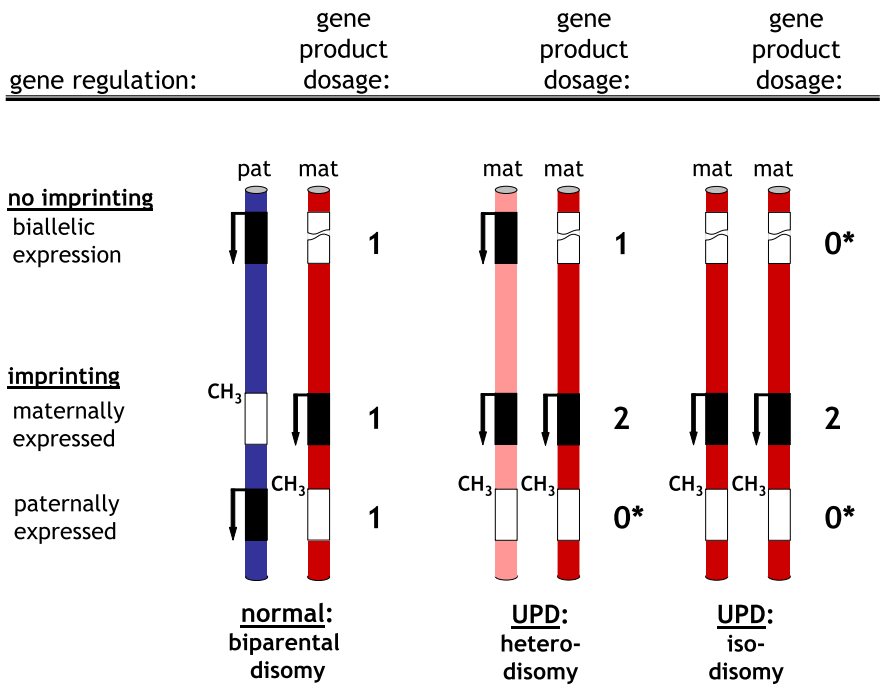 gene
product
dosage:
gene
product
dosage:
gene
product
dosage:
gene regulation:
pat mat
mat mat
mat mat
no imprinting
biallelic
expression
1
1
0*
imprinting
maternally
expressed
CH3
1
2
2
paternally
expressed
CH3
1
CH3 CH3
0*
CH3 CH3
0*
normal:
biparental
disomy
UPD:
hetero-
disomy
UPD:
iso-
disomy